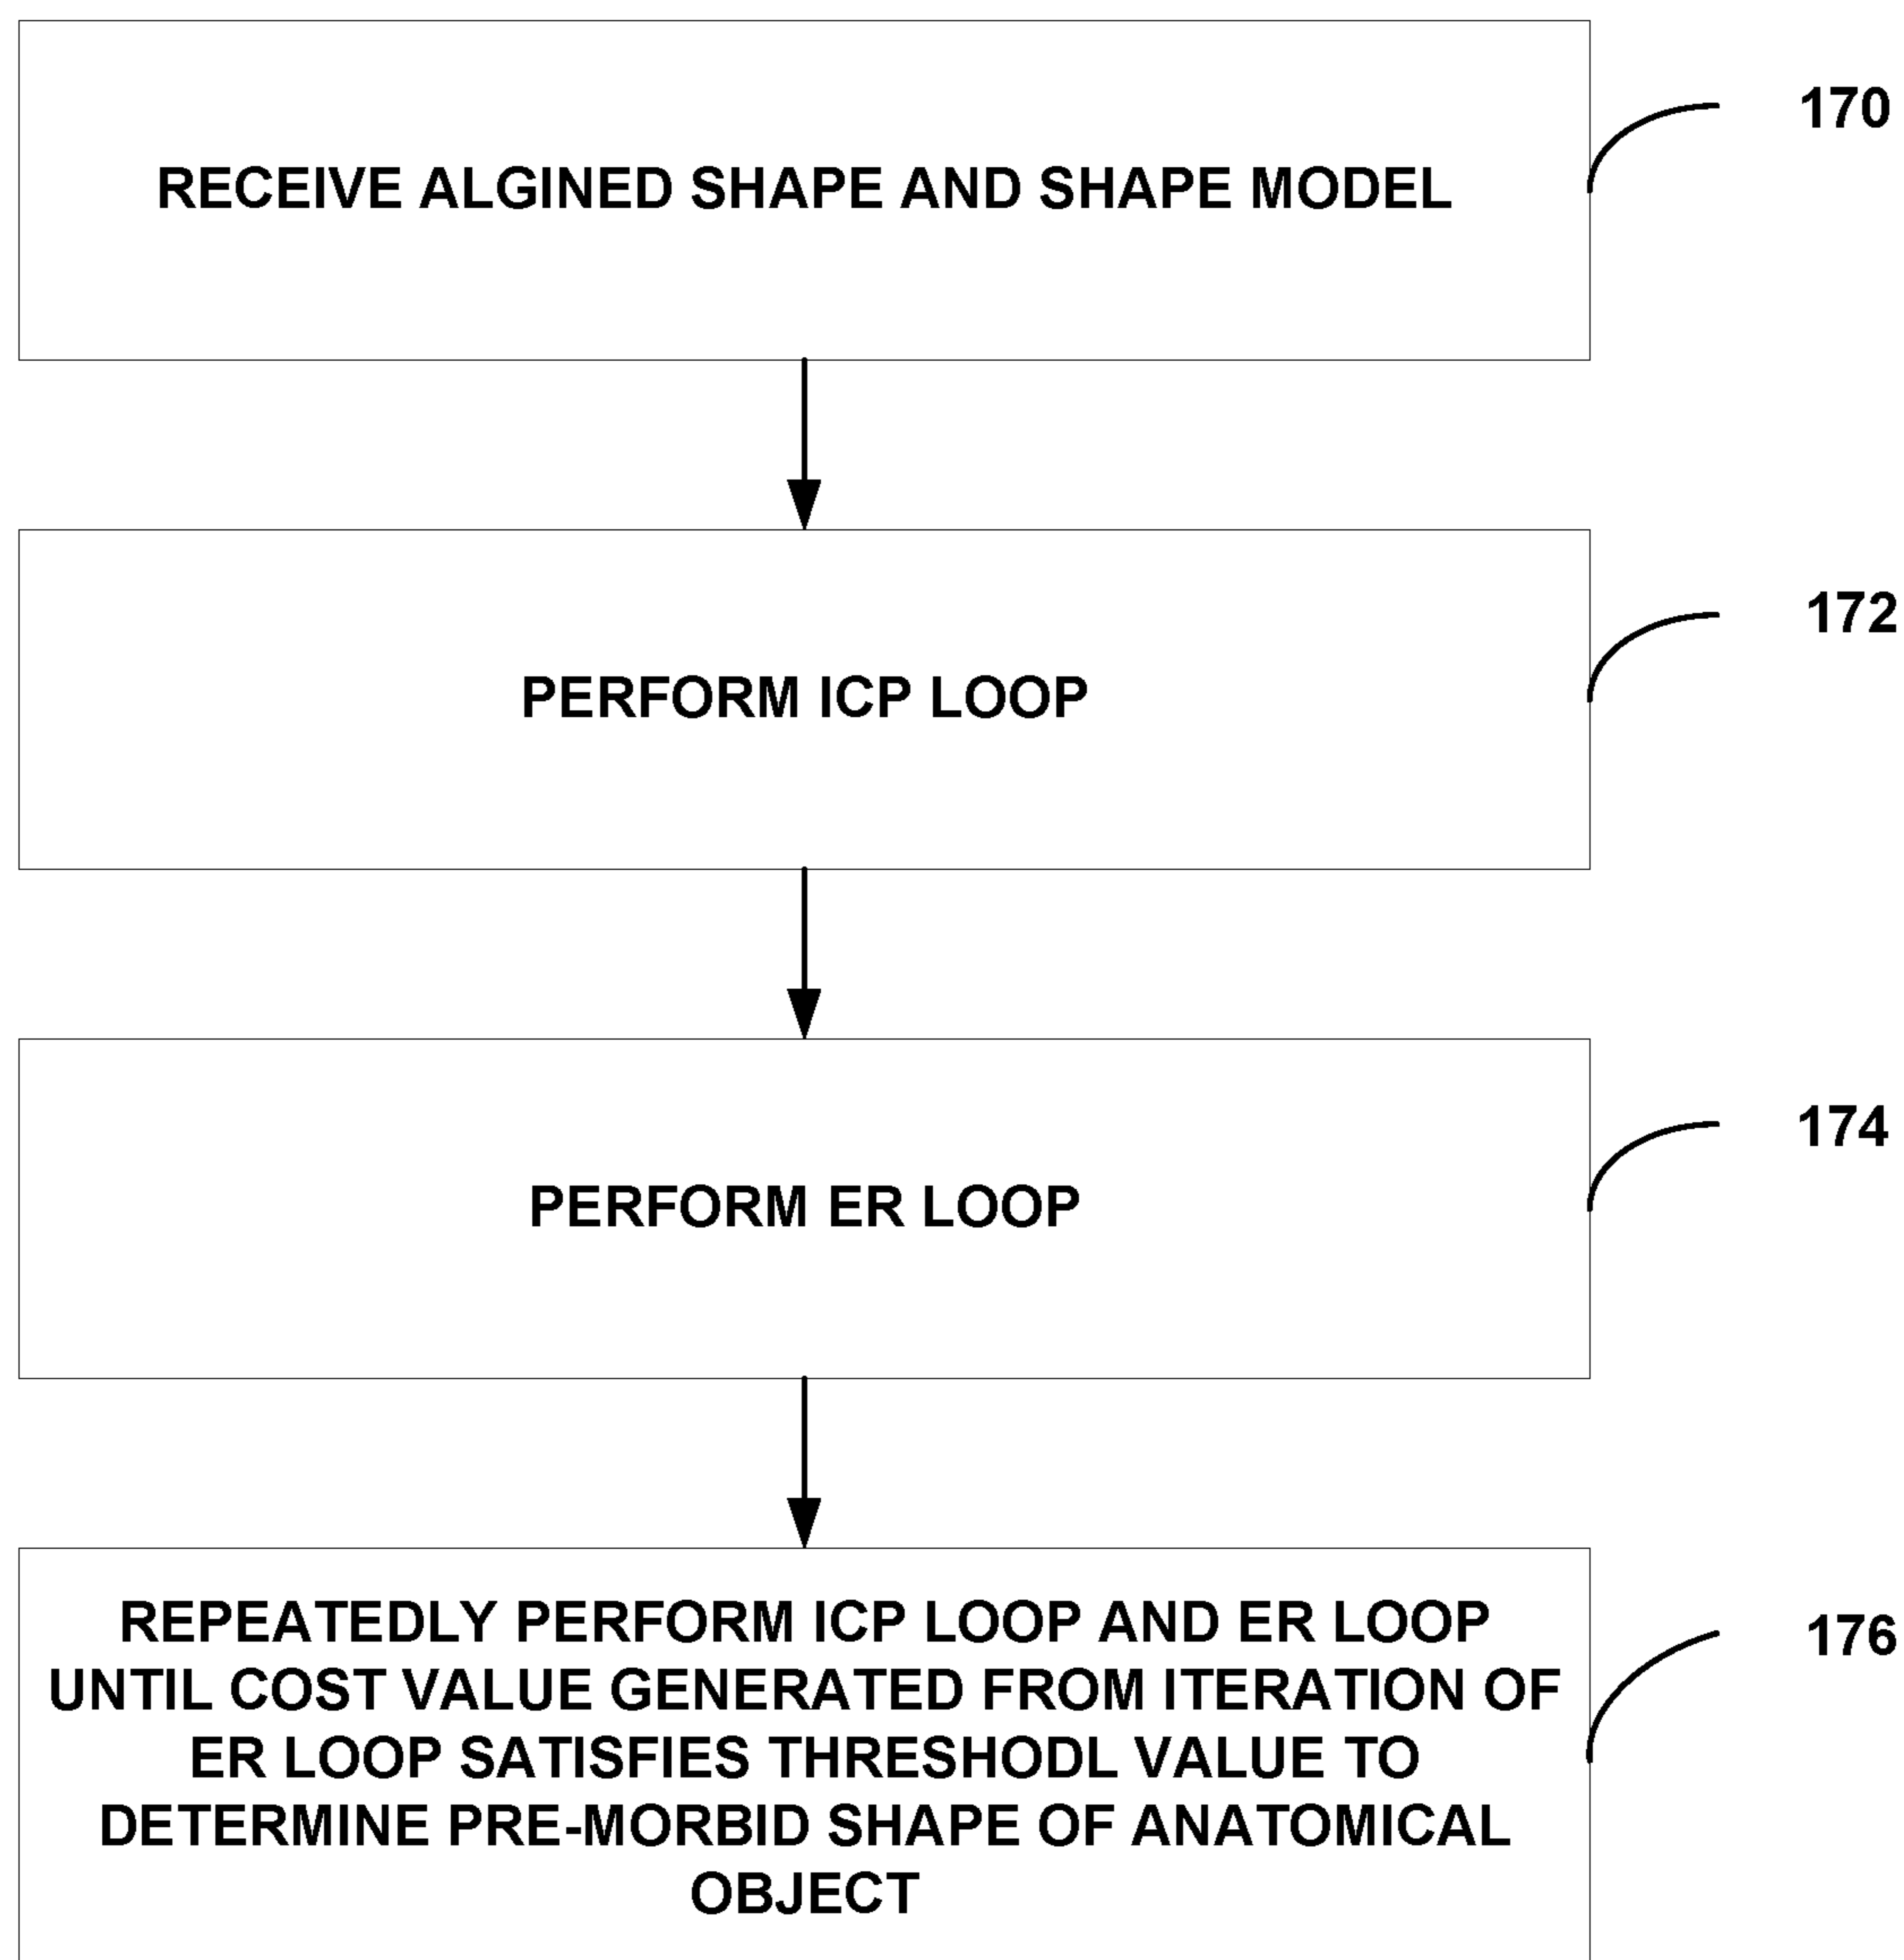 RECEIVE ALGINED SHAPE AND SHAPE MODEL
170
PERFORM ICP LOOP
172
PERFORM ER LOOP
174
REPEATEDLY PERFORM ICP LOOP AND ER LOOP
UNTIL COST VALUE GENERATED FROM ITERATION OF
ER LOOP SATISFIES THRESHODL VALUE TO
DETERMINE PRE-MORBID SHAPE OF ANATOMICAL
OBJECT
176